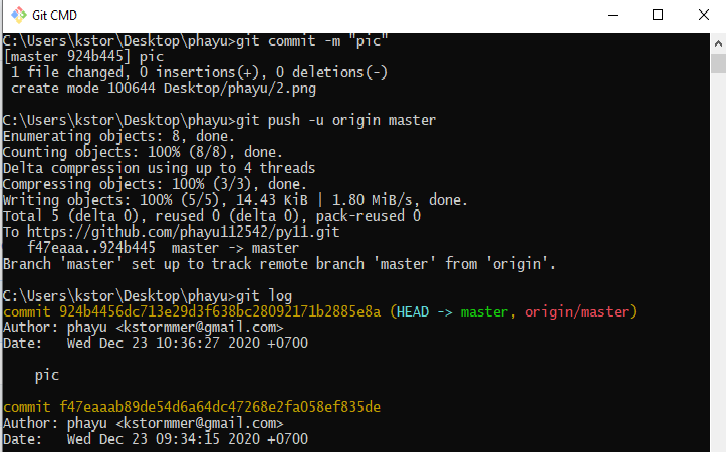 Git CMD
C:\Users\kstor\Desktop\phayu>git commit -m "pic"
[master 924b445] pic
 1 file changed, 0 insertions(+), 0 deletions(-)
 create mode 100644 Desktop/phayu/2.png

C:\Users\kstor\Desktop\phayu>git push -u origin master
Enumerating objects: 8, done.
Counting objects: 100% (8/8), done.
Delta compression using up to 4 threads
Compressing objects: 100% (3/3), done.
Writing objects: 100% (5/5), 14.43 KiB | 1.80 MiB/s, done.
Total 5 (delta 0), reused 0 (delta 0), pack-reused 0
To https://github.com/phayu112542/py11.git
   f47eaaa..924b445  master -> master
Branch 'master' set up to track remote branch 'master' from 'origin'.

C:\Users\kstor\Desktop\phayu>git log
commit 924b4456dc713e29d3f638bc28092171b2885e8a (HEAD -> master, origin/master)
Author: phayu <kstormmer@gmail.com>
Date:   Wed Dec 23 10:36:27 2020 +0700

    pic

commit f47eaaab89de54d6a64dc47268e2fa058ef835de
Author: phayu <kstormmer@gmail.com>
Date:   Wed Dec 23 09:34:15 2020 +0700